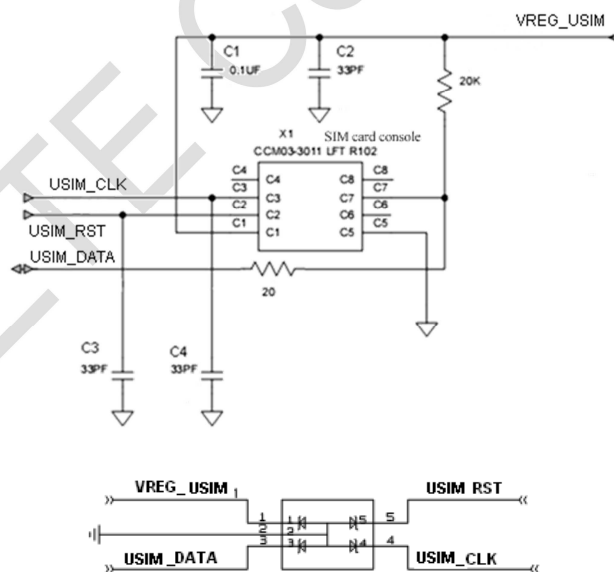 VREG_USIM
C1
0.1UF
C2
33PF
20K
X1
SIM card console
CCM03-3011 LFT R102
C4 C4 C8 C8
USIM_CLK
C3 C3 C7 C7
C2 C2 C6 C6
USIM_RST
C1 C1 C5 C5
USIM_DATA
20
C3
33PF
C4
33PF
VREG_USIM 1
USIM RST
1 1 5 5
2 2
3 3 4 4
USIM_DATA
USIM_CLK